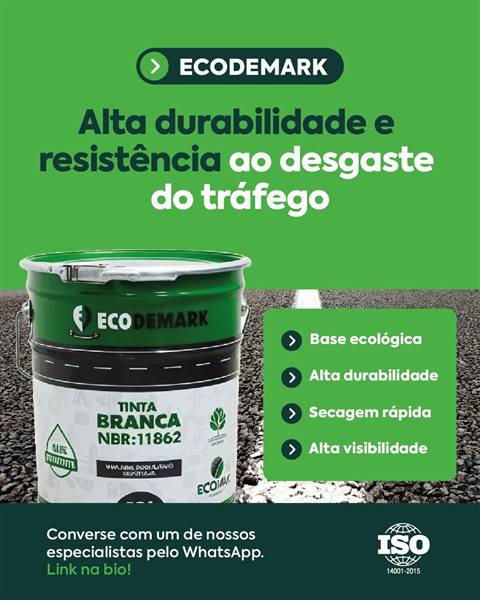 ECODEMARK
Alta durabilidade e
resistência ao desgaste
do tráfego
ECODEMARK
TINTA
BRANCA
NBR:11862
Base ecológica
Alta durabilidade
Secagem rápida
Alta visibilidade
Converse com um de nossos
especialistas pelo WhatsApp.
Link na bio!
ISO
14001-2015